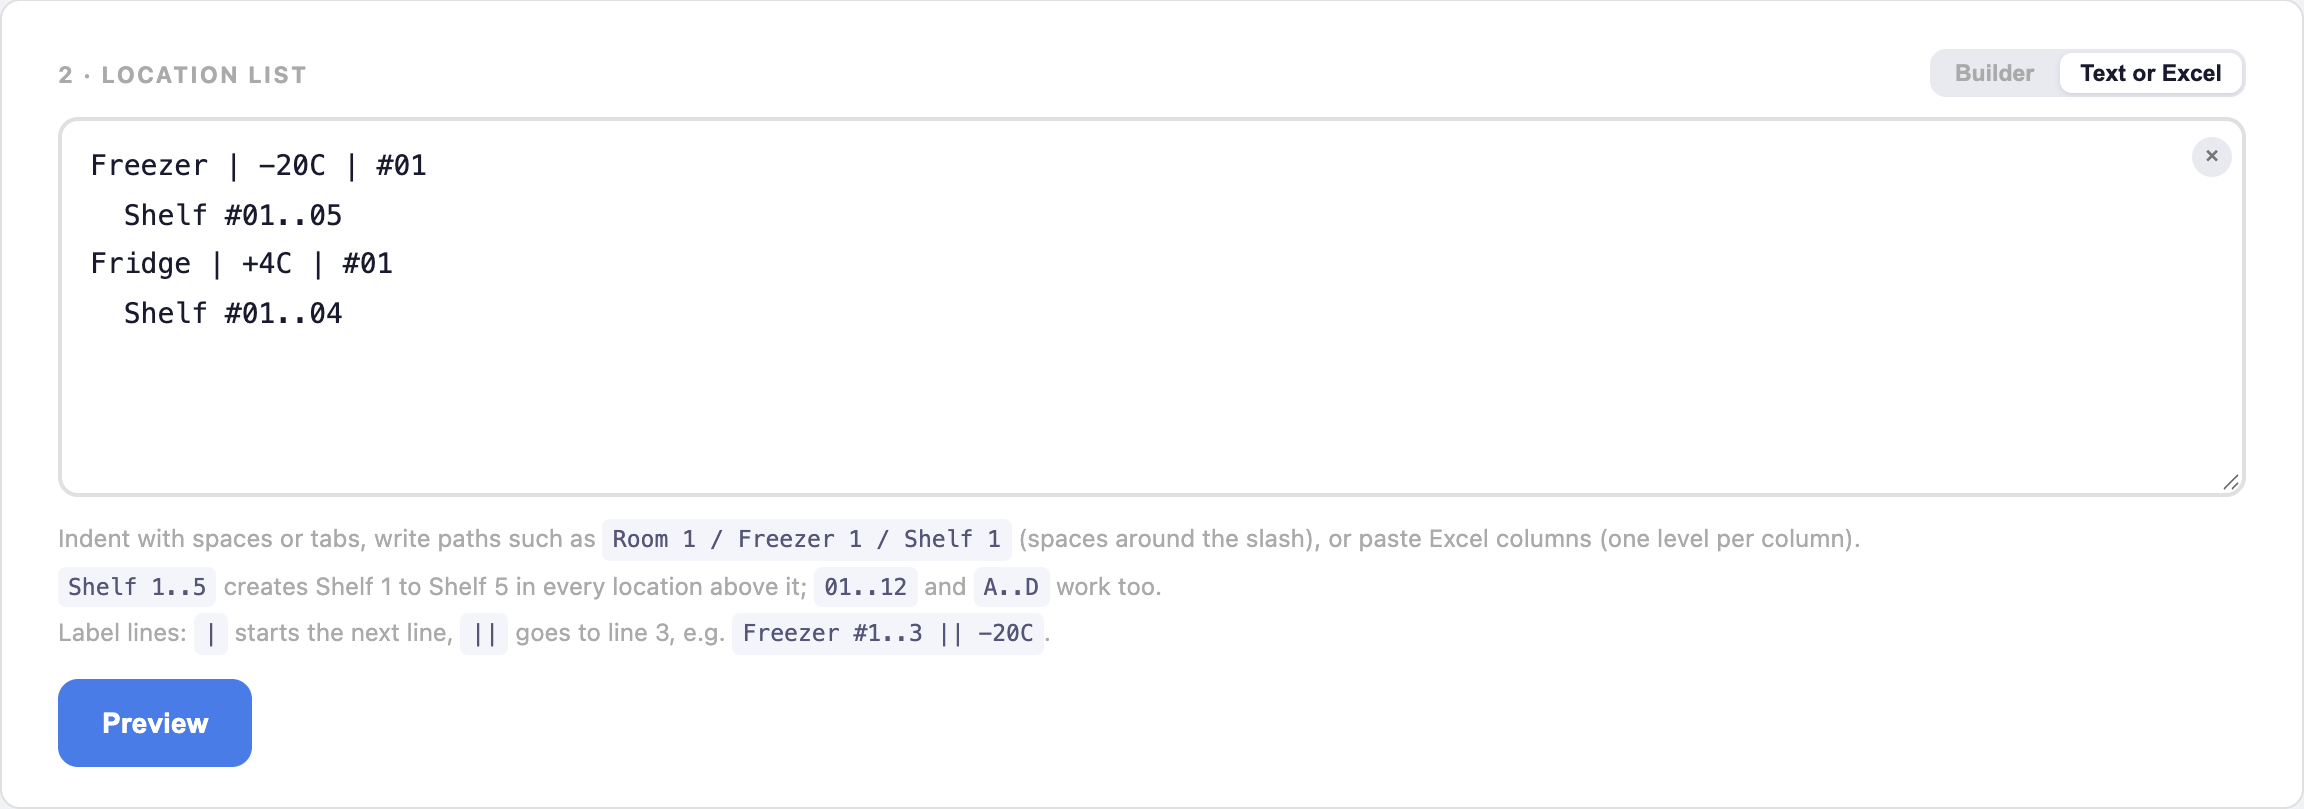 2 · LOCATION LIST
Builder
Text or Excel
Freezer | -20C | #01
  Shelf #01..05
Fridge | +4C | #01
  Shelf #01..04
×
Indent with spaces or tabs, write paths such as Room 1 / Freezer 1 / Shelf 1 (spaces around the slash), or paste Excel columns (one level per column).
Shelf 1..5 creates Shelf 1 to Shelf 5 in every location above it; 01..12 and A..D work too.
Label lines: | starts the next line, || goes to line 3, e.g. Freezer #1..3 || -20C.
Preview